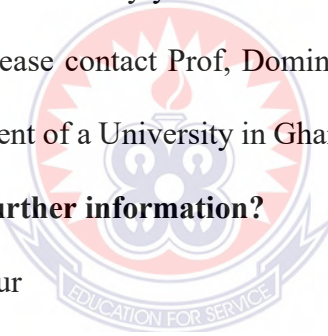 ease contact Prof, Domin
ent of a University in Gha
urther information?
ur
EDUCATION FOR SERVICE